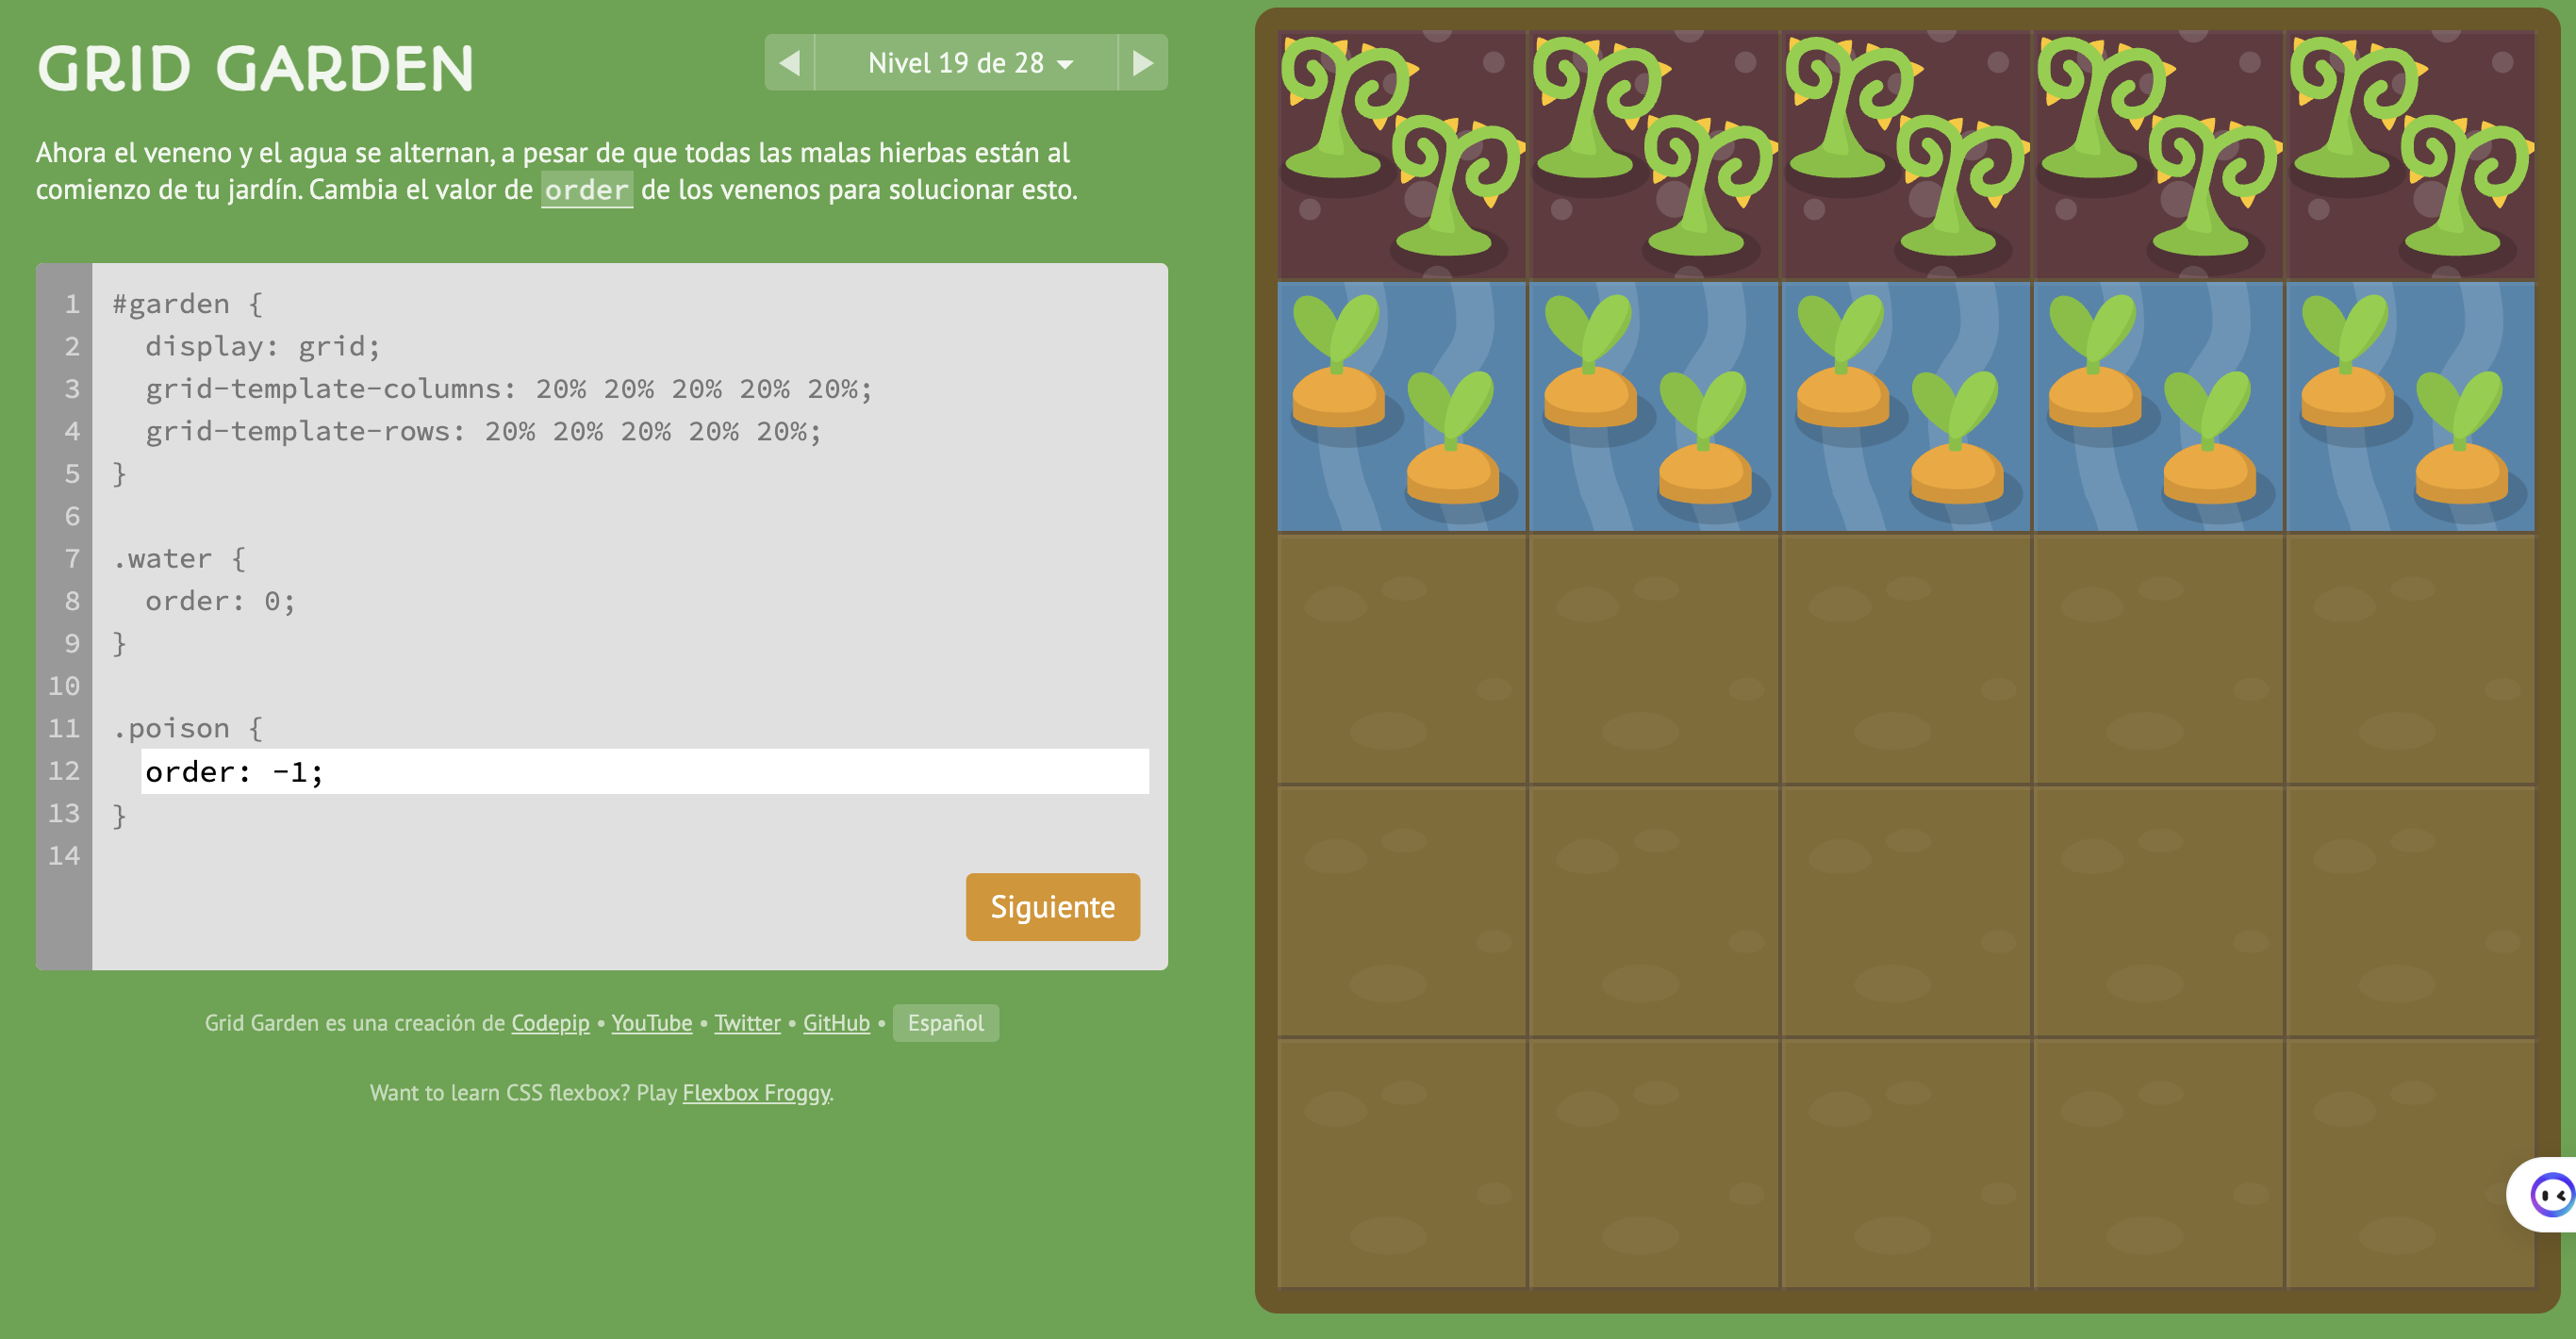 GRID GARDEN
Nivel 19 de 28
Ahora el veneno y el agua se alternan, a pesar de que todas las malas hierbas están al
comienzo de tu jardín. Cambia el valor de order de los venenos para solucionar esto.
1 #garden {
2   display: grid;
3   grid-template-columns: 20% 20% 20% 20% 20%;
4   grid-template-rows: 20% 20% 20% 20% 20%;
5 }
6
7 .water {
8   order: 0;
9 }
10
11 .poison {
12   order: -1;
13 }
14
Siguiente
Grid Garden es una creación de Codepip • YouTube • Twitter • GitHub • Español
Want to learn CSS flexbox? Play Flexbox Froggy.